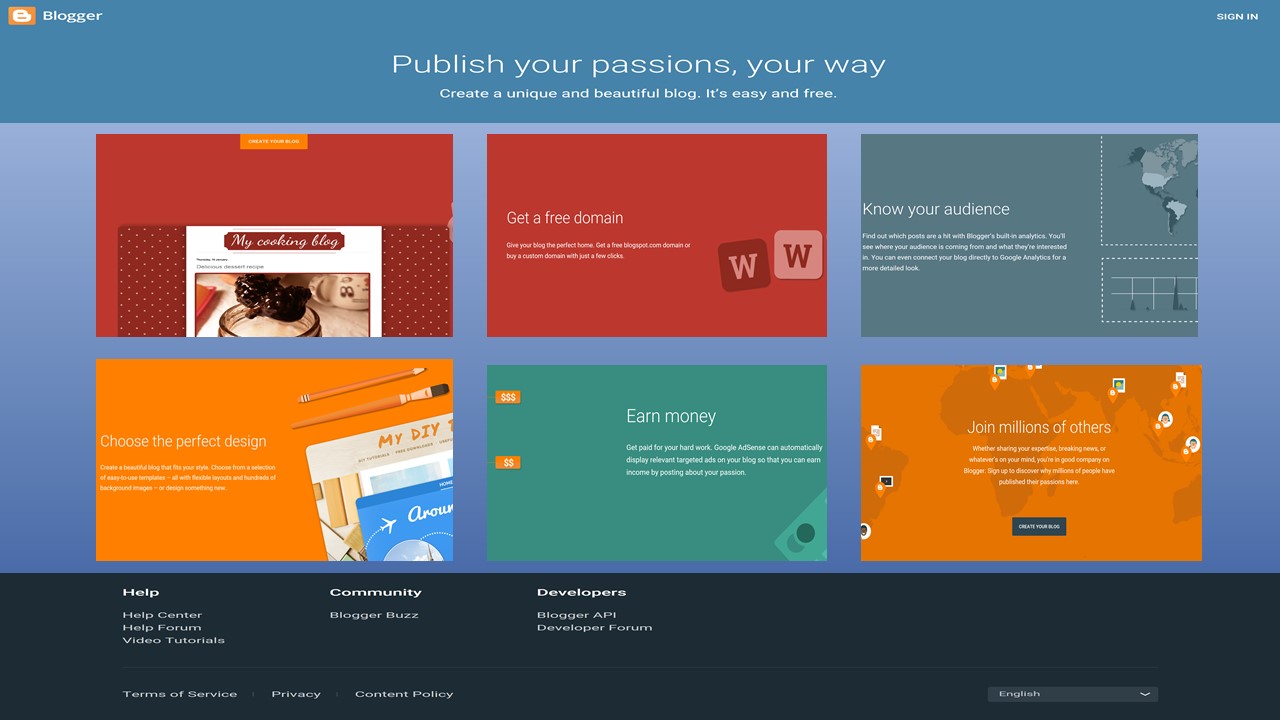 Blogger
SIGN IN
Publish your passions, your way
Create a unique and beautiful blog. It's easy and free.
CREATE YOUR BLOG
My cooking blog
Delicious dessert recipe
Get a free domain
Give your blog the perfect home. Get a free blogspot.com domain or
buy a custom domain with just a few clicks.
W W
Know your audience
Find out which posts are a hit with Blogger's built-in analytics. You'll
see where your audience is coming from and what they're interested
in. You can even connect your blog directly to Google Analytics for a
more detailed look.
Choose the perfect design
Create a beautiful blog that fits your style. Choose from a selection
of easy-to-use templates – all with flexible layouts and hundreds of
background images – or design something new.
MY DIY
DIY TUTORIALS FREE DOWNLOADS
HOME
Aroun
$$$
$$
Earn money
Get paid for your hard work. Google AdSense can automatically
display relevant targeted ads on your blog so that you can earn
income by posting about your passion.
Join millions of others
Whether sharing your expertise, breaking news, or
whatever's on your mind, you're in good company on
Blogger. Sign up to discover why millions of people have
published their passions here.
CREATE YOUR BLOG
Help
Help Center
Help Forum
Video Tutorials
Community
Blogger Buzz
Developers
Blogger API
Developer Forum
Terms of Service
Privacy
Content Policy
English